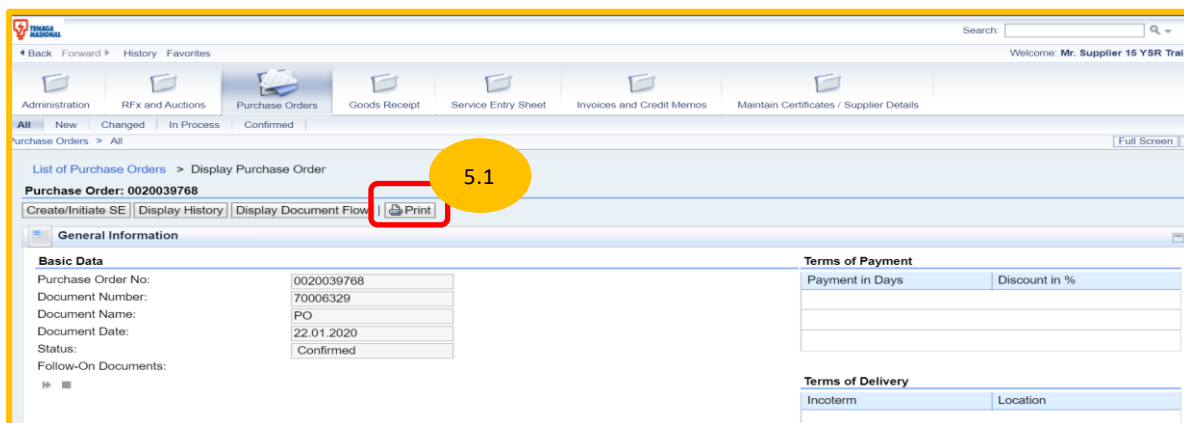 TENAGA
NASIONAL
Search:
Back Forward History Favorites
Welcome: Mr. Supplier 15 YSR Trai
Administration RFx and Auctions Purchase Orders Goods Receipt Service Entry Sheet Invoices and Credit Memos Maintain Certificates / Supplier Details
All New Changed In Process Confirmed
Purchase Orders > All
Full Screen
List of Purchase Orders > Display Purchase Order
5.1
Purchase Order: 0020039768
Create/Initiate SE Display History Display Document Flow | Print
General Information
Basic Data
Purchase Order No: 0020039768
Document Number: 70006329
Document Name: PO
Document Date: 22.01.2020
Status: Confirmed
Follow-On Documents:
Terms of Payment
Payment in Days Discount in %
Terms of Delivery
Incoterm Location